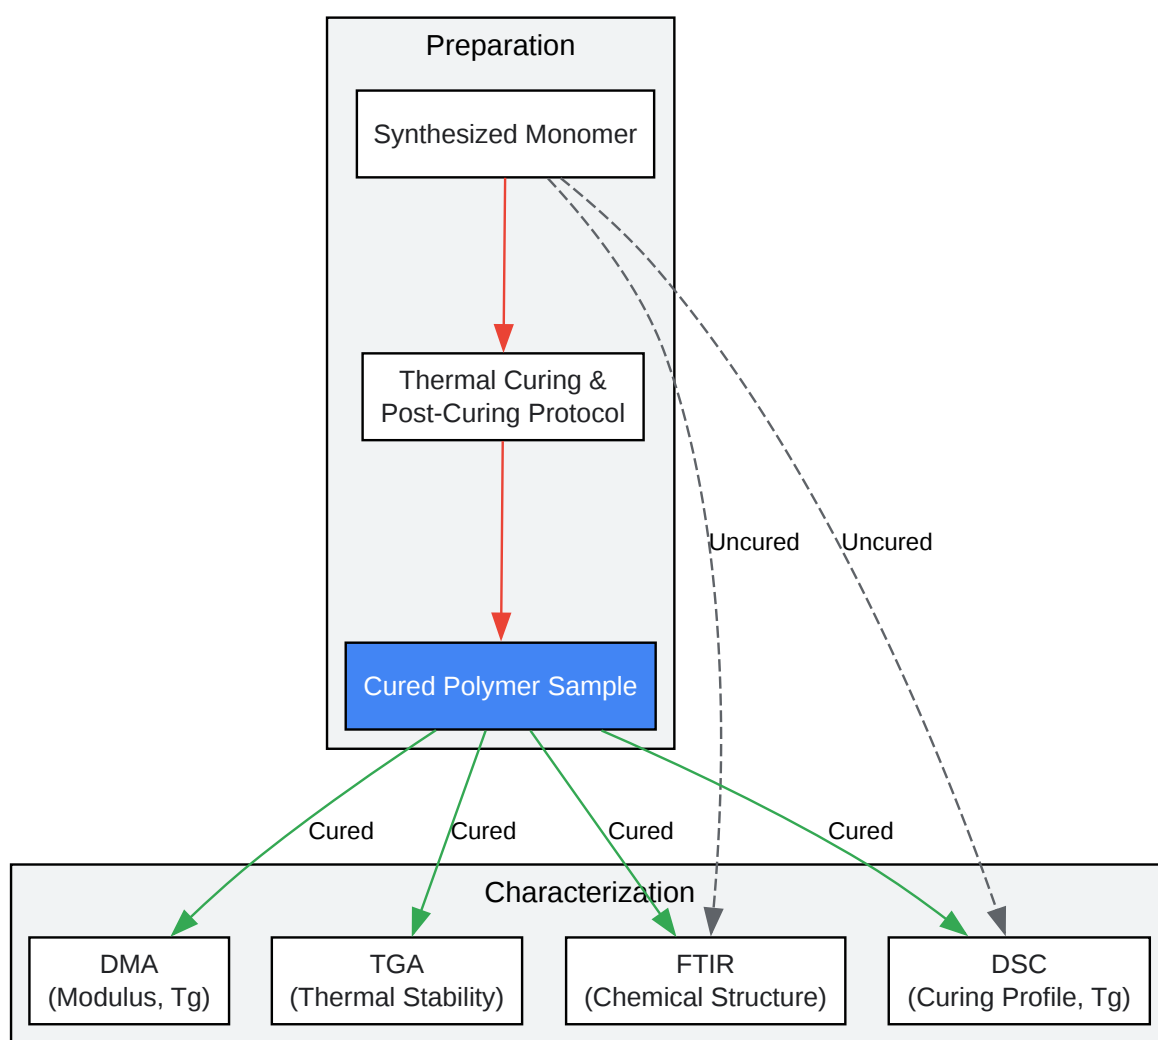 Preparation
Synthesized Monomer
Thermal Curing &
Post-Curing Protocol
Uncured
Uncured
Cured Polymer Sample
Cured
Cured
Cured
Cured
Characterization
DMA
(Modulus, Tg)
TGA
(Thermal Stability)
FTIR
(Chemical Structure)
DSC
(Curing Profile, Tg)